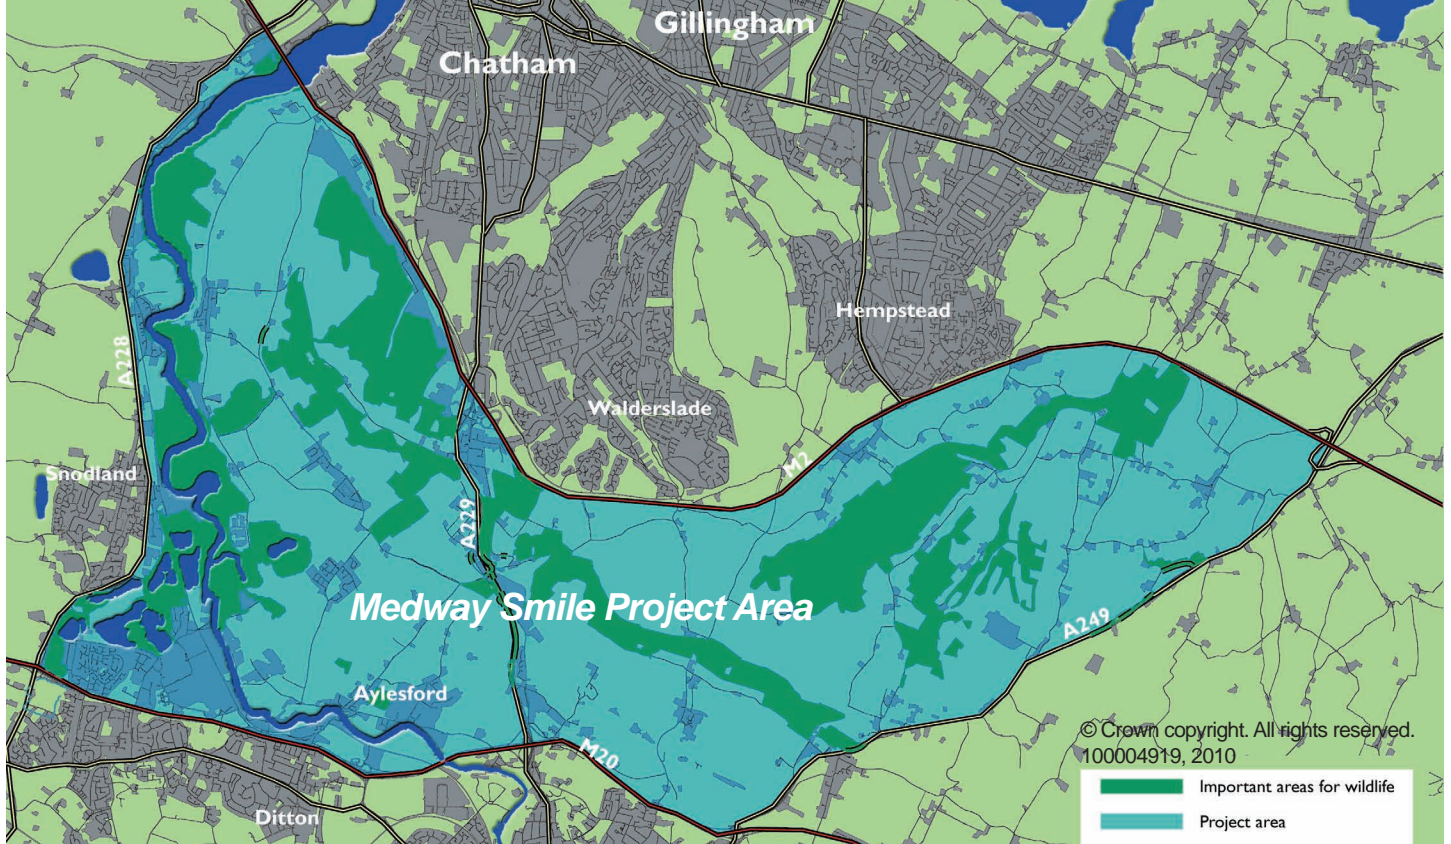 Gillingham
Chatham
Hempstead
A228
Walderslade
M2
Snodland
A229
Medway Smile Project Area
A249
Aylesford
© Crown copyright. All rights reserved.
100004919, 2010
M20
Important areas for wildlife
Ditton
Project area